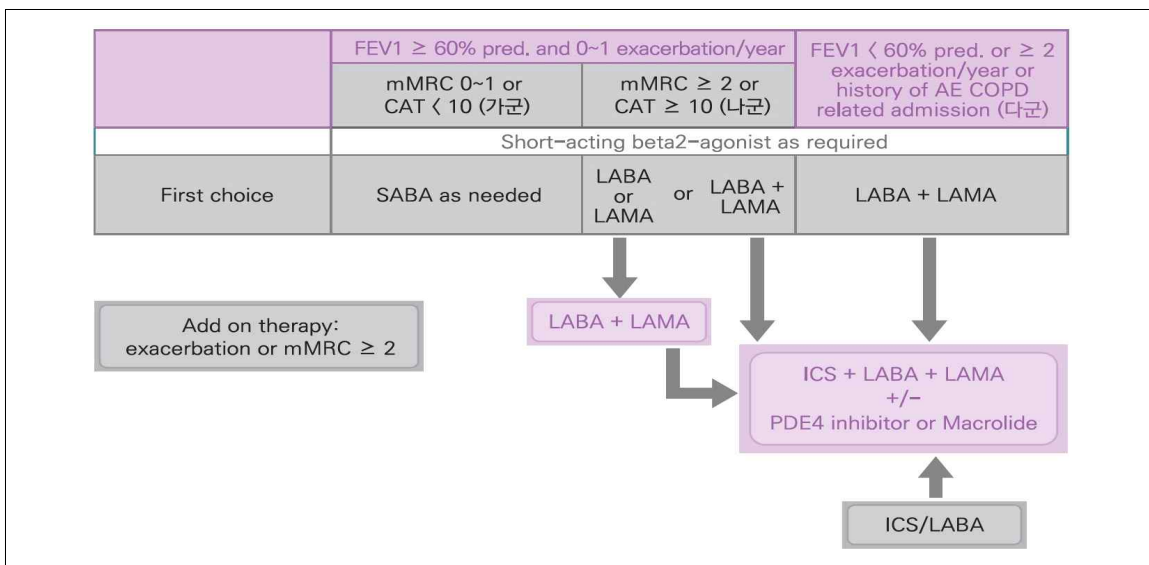 FEV1 ≥ 60% pred. and 0~1 exacerbation/year
mMRC 0~1 or
CAT < 10 (가군)
mMRC ≥ 2 or
CAT ≥ 10 (나군)
FEV1 < 60% pred. or ≥ 2
exacerbation/year or
history of AE COPD
related admission (다군)
Short-acting beta2-agonist as required
First choice
SABA as needed
LABA
or
LAMA
or
LABA +
LAMA
LABA + LAMA
Add on therapy:
exacerbation or mMRC ≥ 2
LABA + LAMA
ICS + LABA + LAMA
+/-
PDE4 inhibitor or Macrolide
ICS/LABA